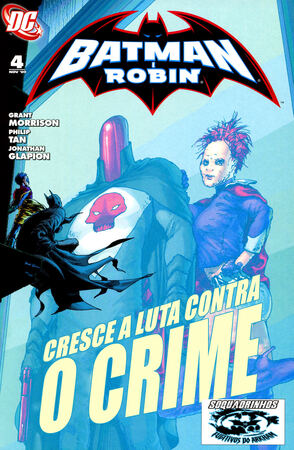 DC
BATMAN
AND
ROBIN
4
NOV '09
GRANT
MORRISON
PHILIP
TAN
JONATHAN
GLAPION
CRESCE A LUTA CONTRA
O CRIME
SOQUADRINHOS
FUGITIVOS DO ARKHAM